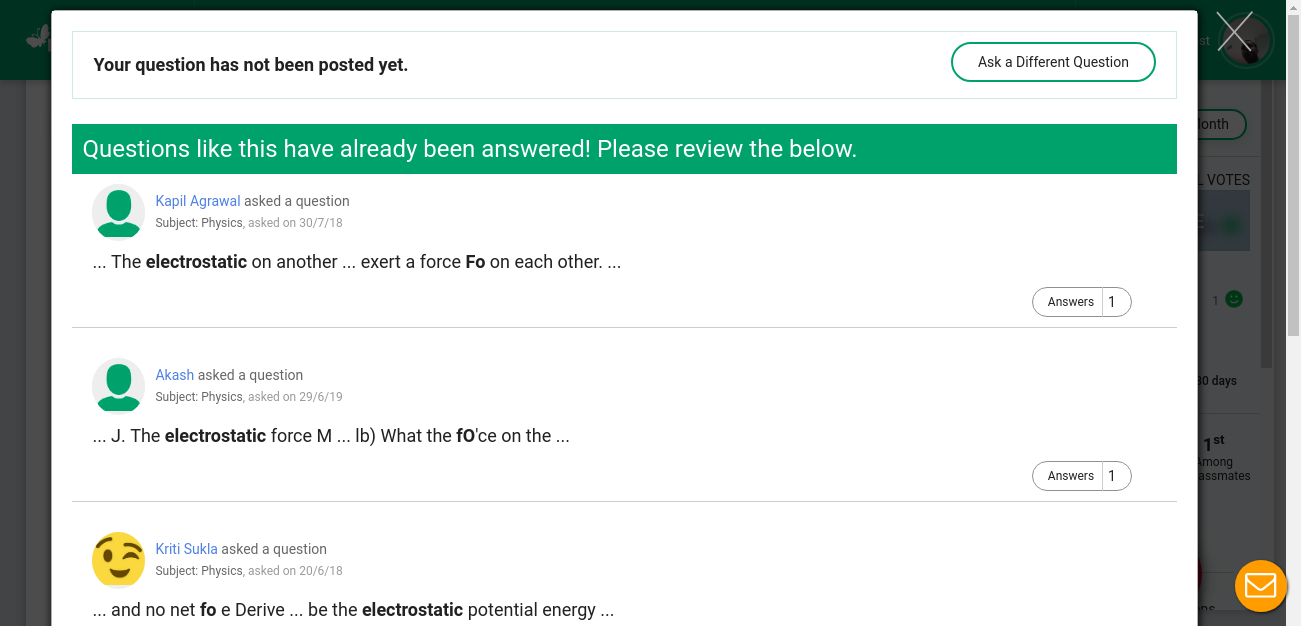 Your question has not been posted yet.
Ask a Different Question
Questions like this have already been answered! Please review the below.
Kapil Agrawal asked a question
Subject: Physics, asked on 30/7/18
... The electrostatic on another ... exert a force Fo on each other. ...
Answers 1
Akash asked a question
Subject: Physics, asked on 29/6/19
... J. The electrostatic force M ... lb) What the fO'ce on the ...
Answers 1
Kriti Sukla asked a question
Subject: Physics, asked on 20/6/18
... and no net fo e Derive ... be the electrostatic potential energy ...
st
onth
L VOTES
1
30 days
1st
Among
assmates